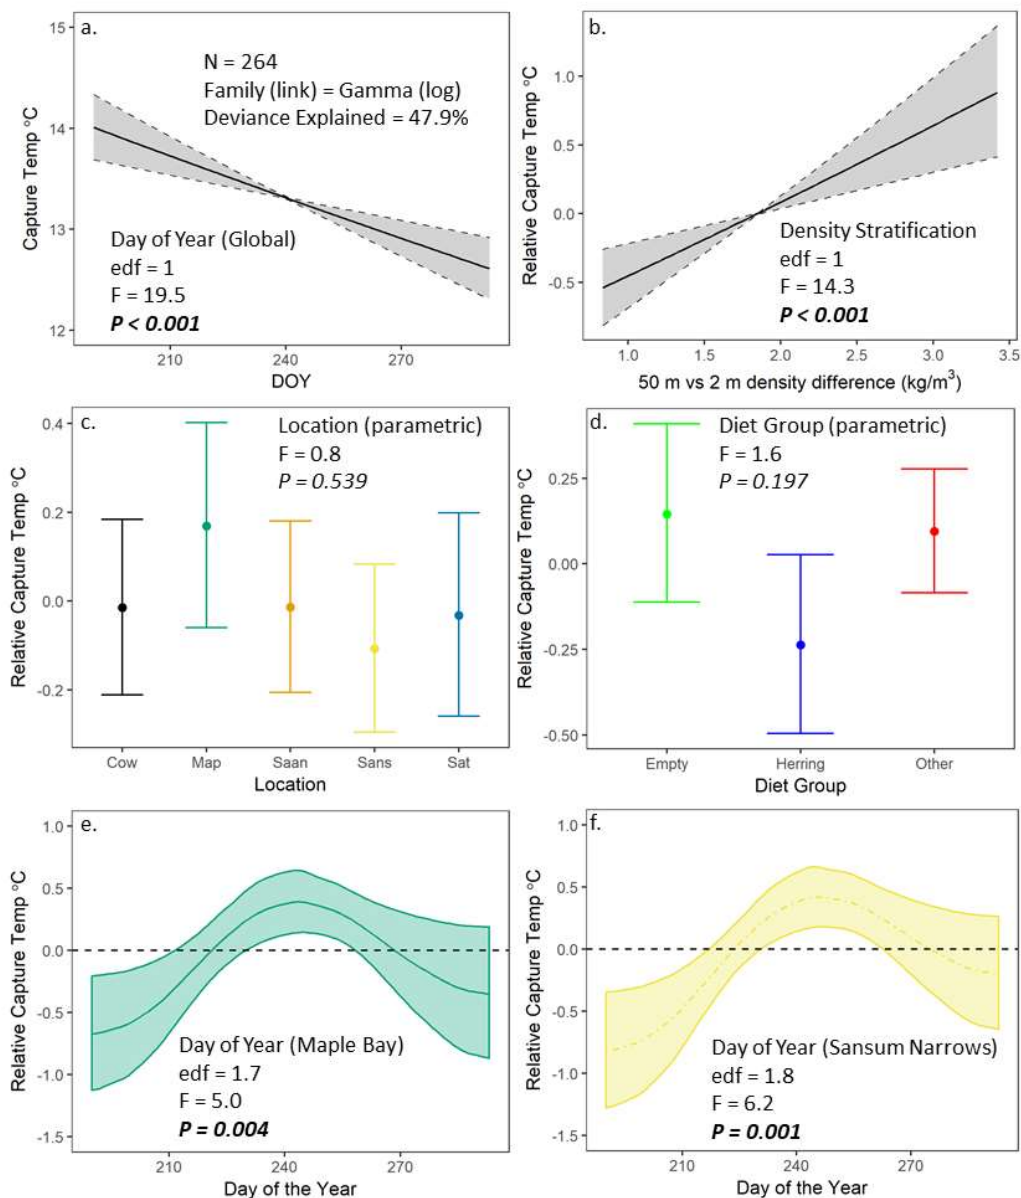 a.
N = 264
Family (link) = Gamma (log)
Deviance Explained = 47.9%
Day of Year (Global)
edf = 1
F = 19.5
P < 0.001
Capture Temp °C
15
14
13
12
210
240
270
DOY
b.
Density Stratification
edf = 1
F = 14.3
P < 0.001
Relative Capture Temp °C
1.0
0.5
0.0
-0.5
1.0
1.5
2.0
2.5
3.0
3.5
50 m vs 2 m density difference (kg/m³)
c.
Location (parametric)
F = 0.8
P = 0.539
Relative Capture Temp °C
0.4
0.2
0.0
-0.2
Cow
Map
Saan
Sans
Sat
Location
d.
Diet Group (parametric)
F = 1.6
P = 0.197
Relative Capture Temp °C
0.25
0.00
-0.25
-0.50
Empty
Herring
Other
Diet Group
e.
Day of Year (Maple Bay)
edf = 1.7
F = 5.0
P = 0.004
Relative Capture Temp °C
1.0
0.5
0.0
-0.5
-1.0
-1.5
210
240
270
Day of the Year
f.
Day of Year (Sansum Narrows)
edf = 1.8
F = 6.2
P = 0.001
Relative Capture Temp °C
1.0
0.5
0.0
-0.5
-1.0
-1.5
210
240
270
Day of the Year